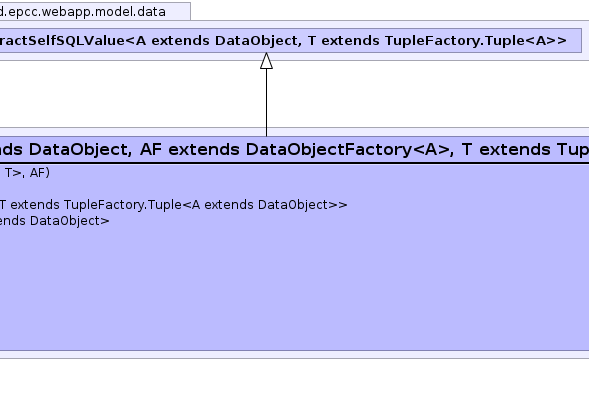 d.epcc.webapp.model.data
ractSelfSQLValue<A extends DataObject, T extends TupleFactory.Tuple<A>>
nds DataObject, AF extends DataObjectFactory<A>, T extends Tup
T>, AF)
T extends TupleFactory.Tuple<A extends DataObject>>
ends DataObject>